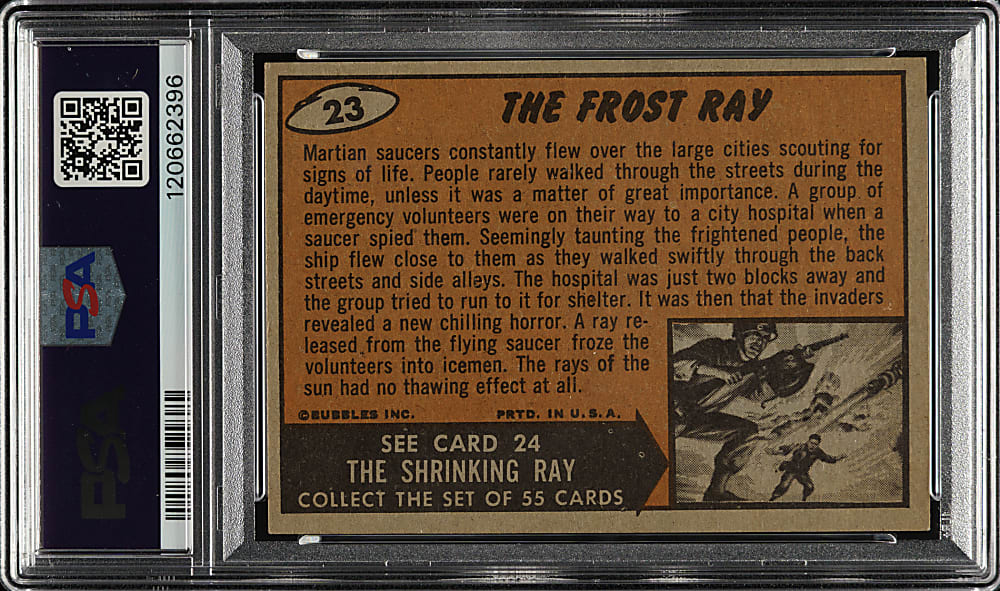 120662396
PSA
PSA
23
THE FROST RAY
Martian saucers constantly flew over the large cities scouting for
signs of life. People rarely walked through the streets during the
daytime, unless it was a matter of great importance. A group of
emergency volunteers were on their way to a city hospital when a
saucer spied them. Seemingly taunting the frightened people, the
ship flew close to them as they walked swiftly through the back
streets and side alleys. The hospital was just two blocks away and
the group tried to run to it for shelter. It was then that the invaders
revealed a new chilling horror. A ray re-
leased from the flying saucer froze the
volunteers into icemen. The rays of the
sun had no thawing effect at all.
©BUBBLES INC. PRTD. IN U.S.A.
SEE CARD 24
THE SHRINKING RAY
COLLECT THE SET OF 55 CARDS